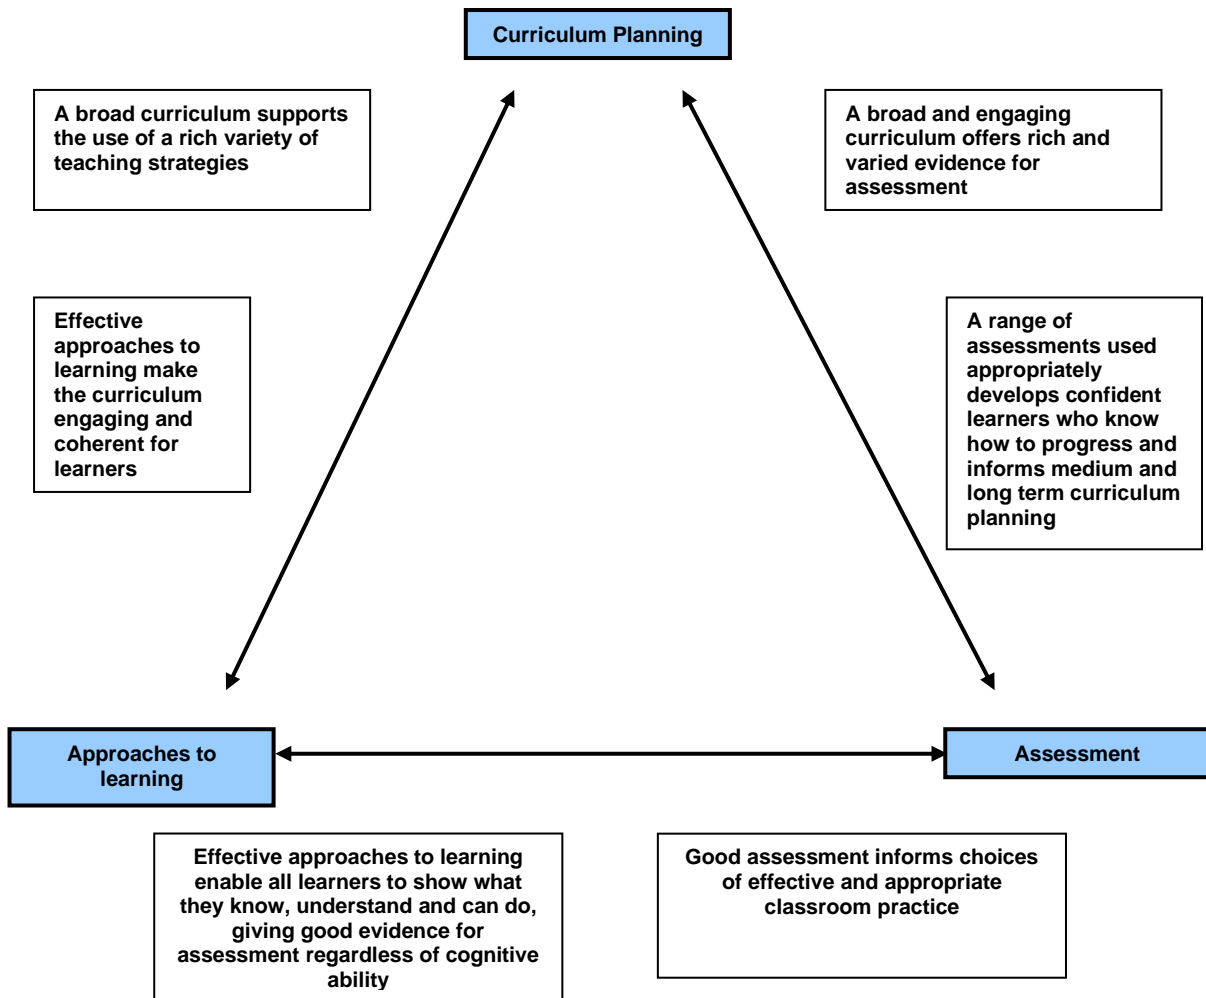 Curriculum Planning
A broad curriculum supports
the use of a rich variety of
teaching strategies
A broad and engaging
curriculum offers rich and
varied evidence for
assessment
Effective
approaches to
learning make
the curriculum
engaging and
coherent for
learners
A range of
assessments used
appropriately
develops confident
learners who know
how to progress and
informs medium and
long term curriculum
planning
Approaches to
learning
Assessment
Effective approaches to learning
enable all learners to show what
they know, understand and can do,
giving good evidence for
assessment regardless of cognitive
ability
Good assessment informs choices
of effective and appropriate
classroom practice